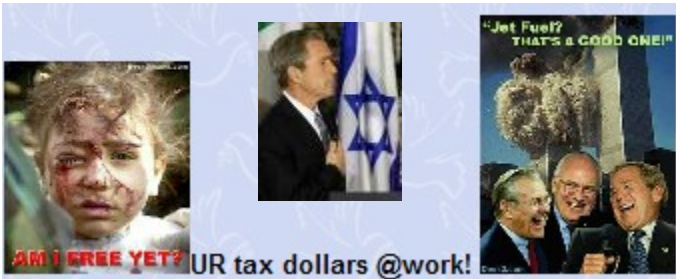 "Jet Fuel?
THAT'S A GOOD ONE!"
AM I FREE YET?
UR tax dollars @work!